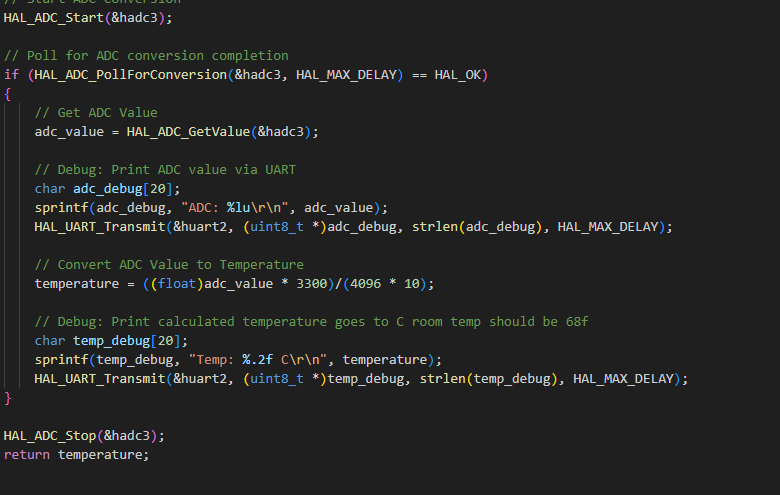 // Start ADC Conversion
HAL_ADC_Start(&hadc3);
// Poll for ADC conversion completion
if (HAL_ADC_PollForConversion(&hadc3, HAL_MAX_DELAY) == HAL_OK)
{
// Get ADC Value
adc_value = HAL_ADC_GetValue(&hadc3);
// Debug: Print ADC value via UART
char adc_debug[20];
sprintf(adc_debug, "ADC: %lu\r\n", adc_value);
HAL_UART_Transmit(&huart2, (uint8_t *)adc_debug, strlen(adc_debug), HAL_MAX_DELAY);
// Convert ADC Value to Temperature
temperature = ((float)adc_value * 3300)/(4096 * 10);
// Debug: Print calculated temperature goes to C room temp should be 68f
char temp_debug[20];
sprintf(temp_debug, "Temp: %.2f C\r\n", temperature);
HAL_UART_Transmit(&huart2, (uint8_t *)temp_debug, strlen(temp_debug), HAL_MAX_DELAY);
}
HAL_ADC_Stop(&hadc3);
return temperature;